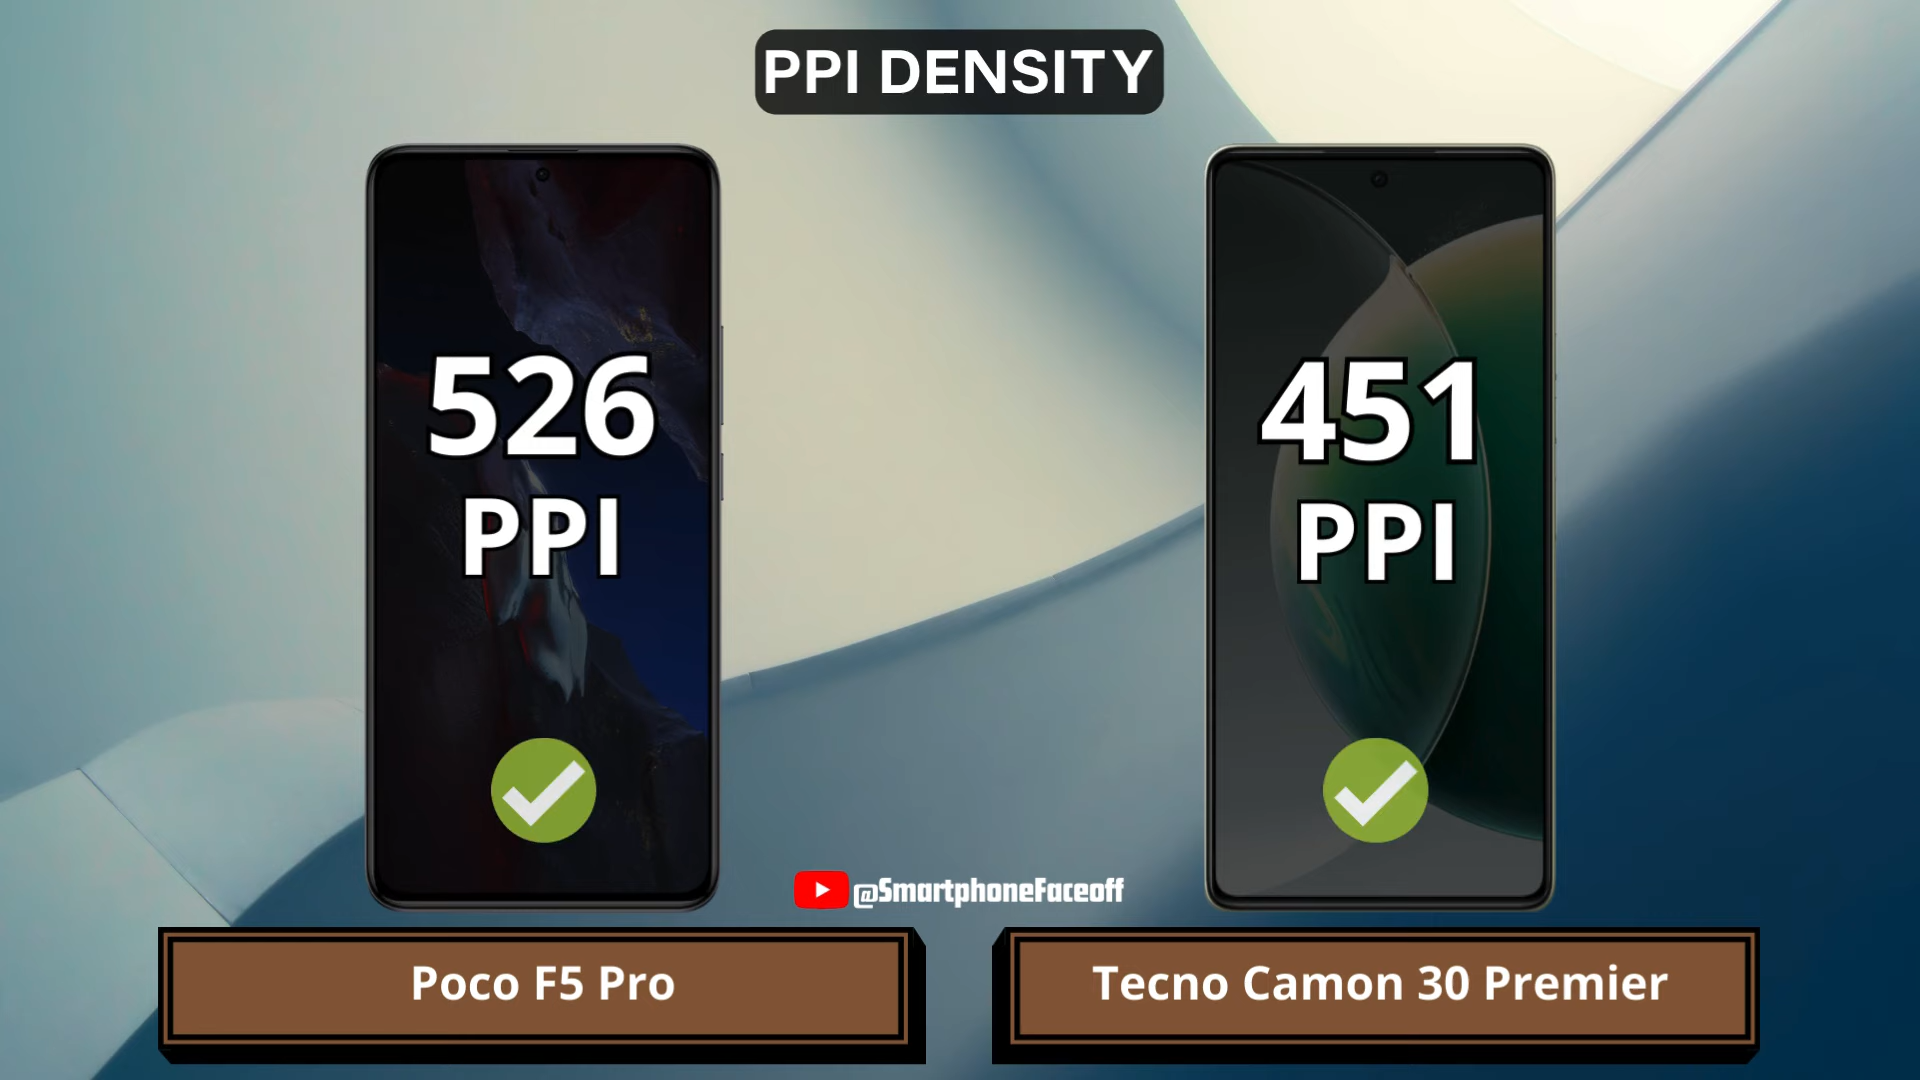 PPI DENSITY
526
PPI
451
PPI
@SmartphoneFaceoff
Poco F5 Pro
Tecno Camon 30 Premier